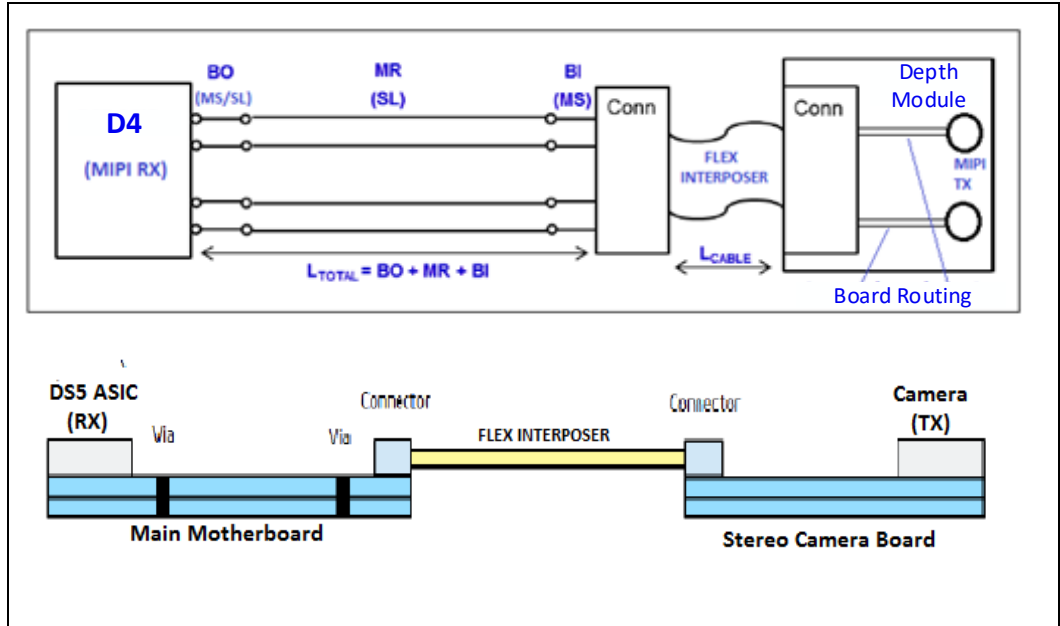 BO
MR
BI
(MS/SL)
(SL)
(MS)
D4
(MIPI RX)
Conn
Conn
Depth
Module
FLEX
INTERPOSER
MIPI
TX
L_TOTAL = BO + MR + BI
L_CABLE
Board Routing
DS5 ASIC
(RX)
Via
Via
Connector
FLEX INTERPOSER
Connector
Camera
(TX)
Main Motherboard
Stereo Camera Board